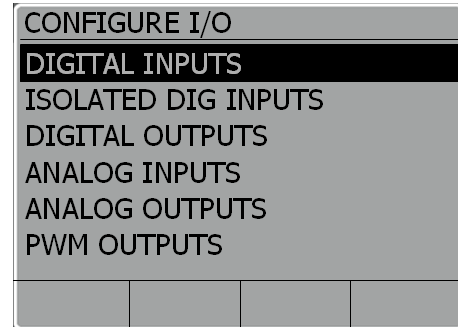 CONFIGURE I/O
DIGITAL INPUTS
ISOLATED DIG INPUTS
DIGITAL OUTPUTS
ANALOG INPUTS
ANALOG OUTPUTS
PWM OUTPUTS